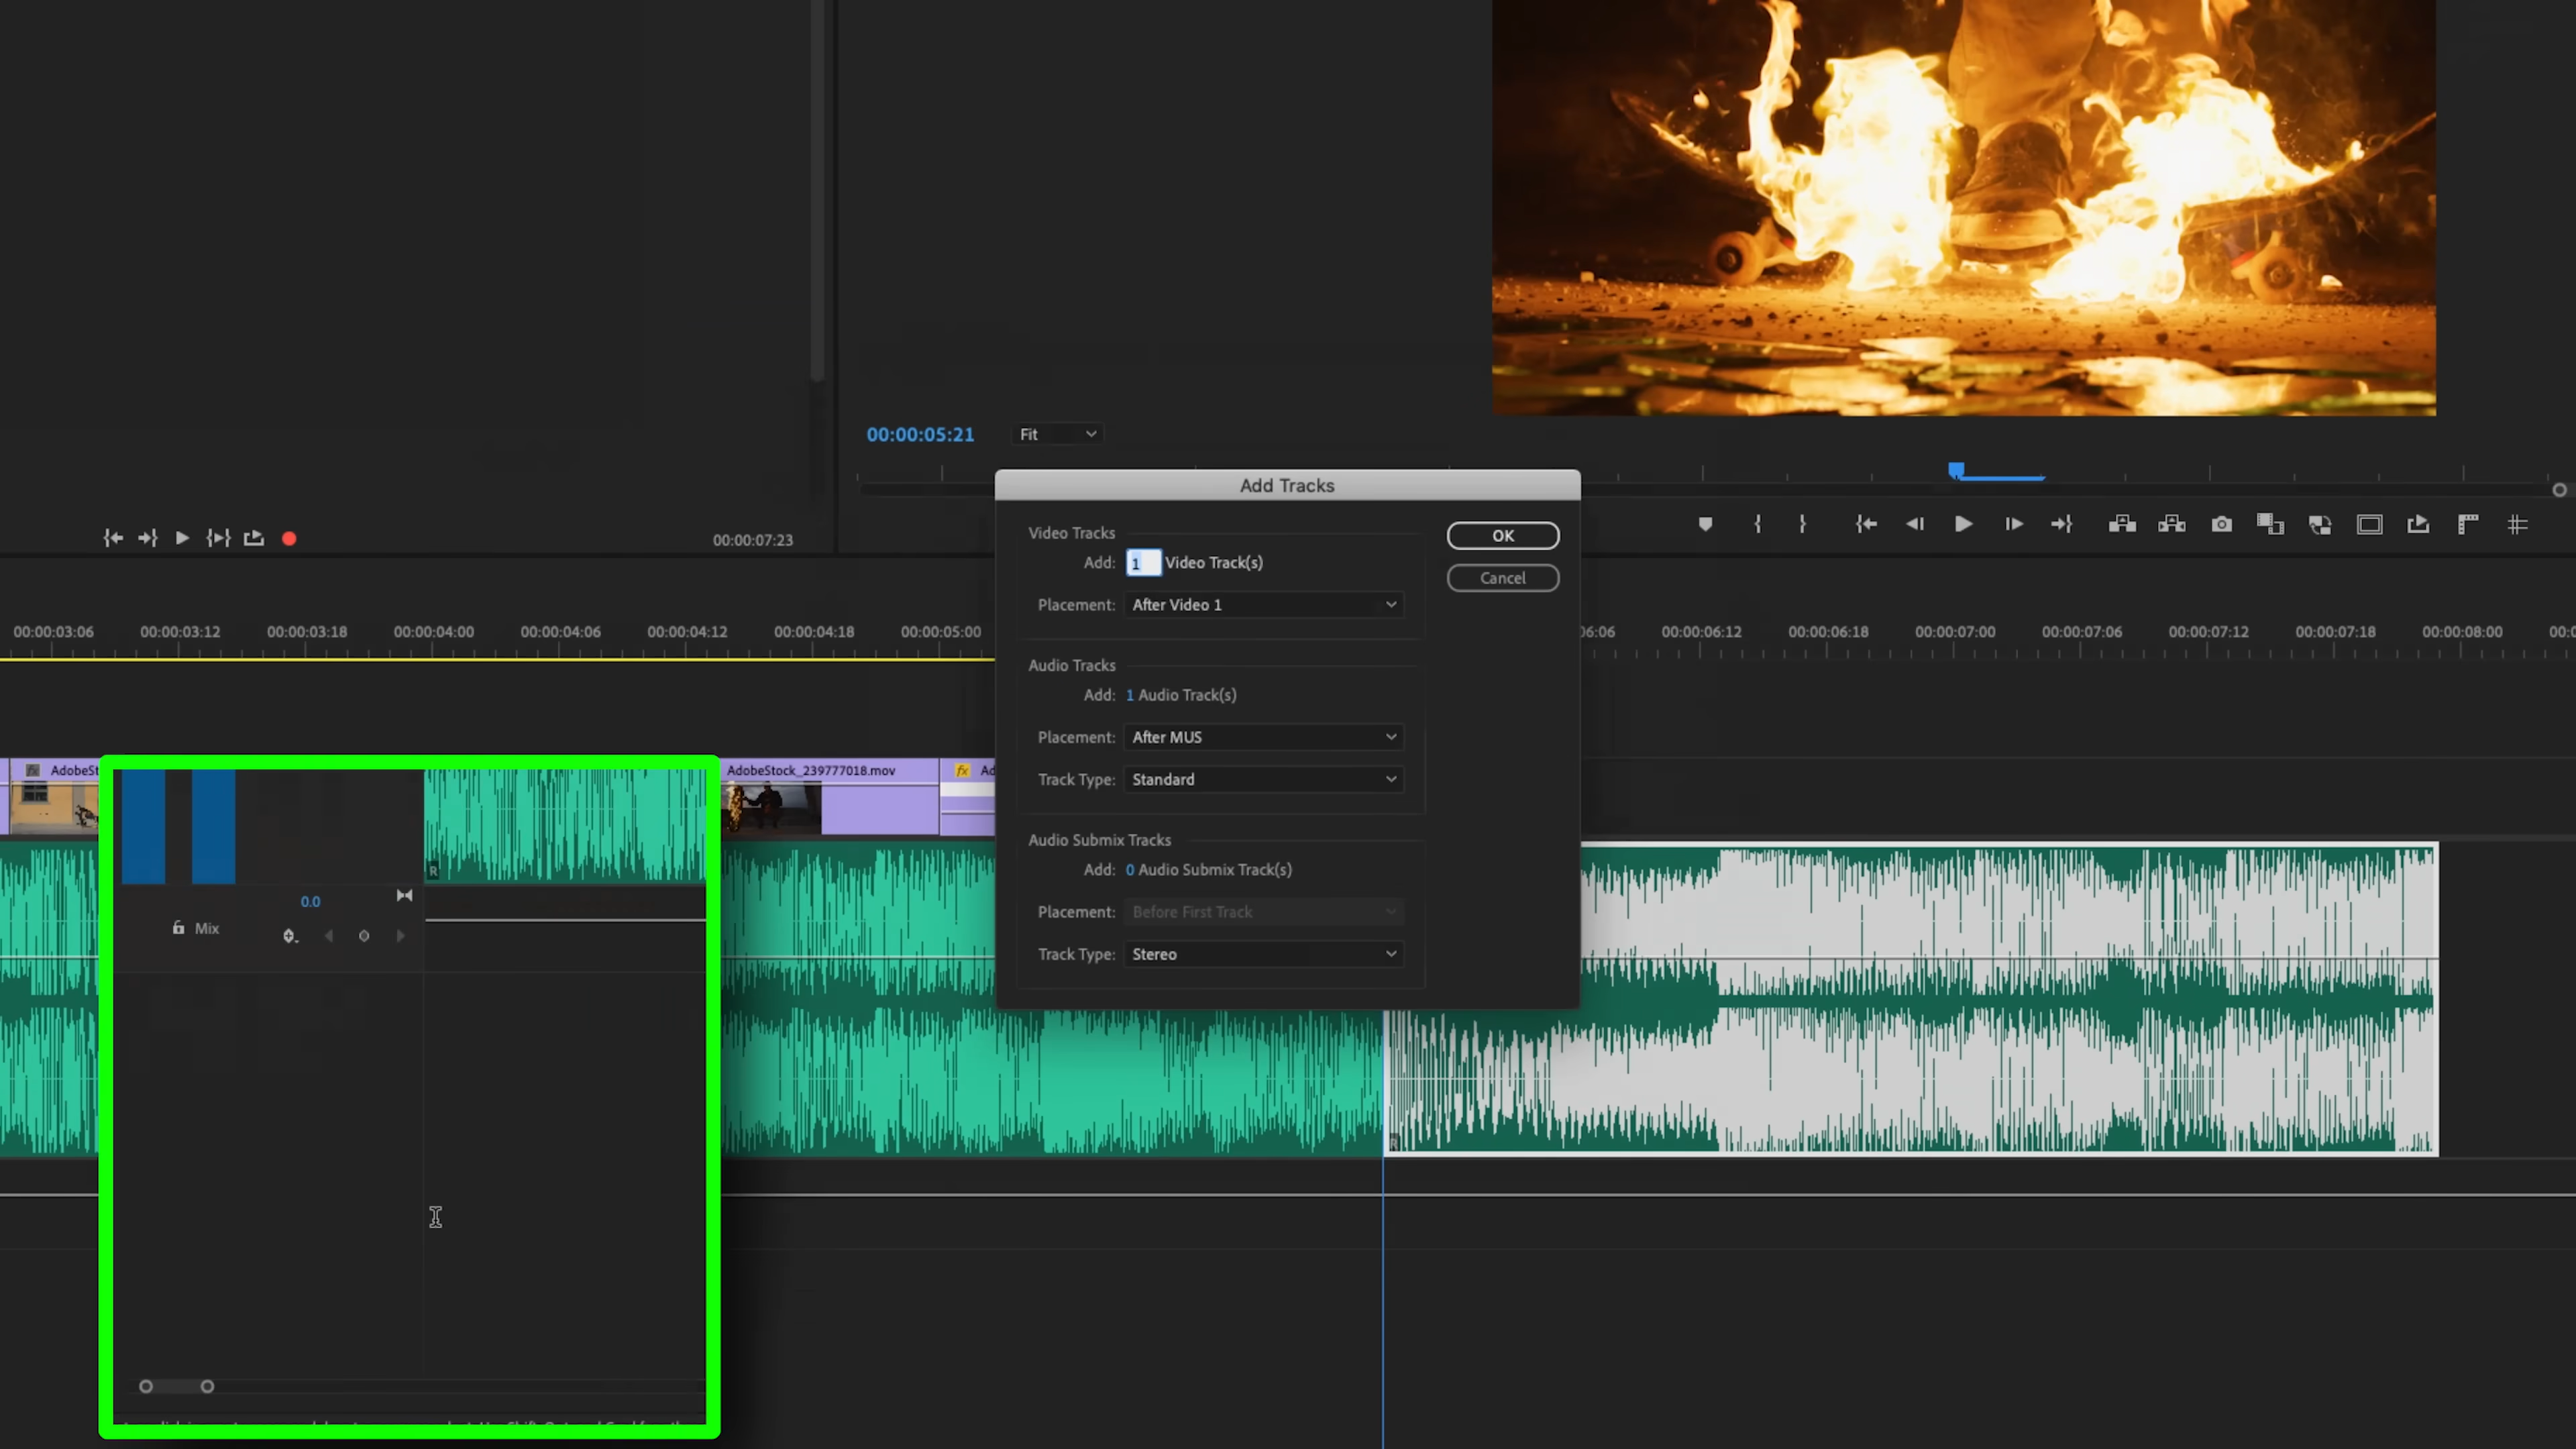 00:00:05:21 Fit
Add Tracks
Video Tracks
Add: 1 Video Track(s)
OK
Placement: After Video 1
Cancel
Audio Tracks
Add: 1 Audio Track(s)
Placement: After MUS
Track Type: Standard
Audio Submix Tracks
Add: 0 Audio Submix Track(s)
Placement: Before First Track
Track Type: Stereo
00:00:07:23
00:00:03:06 00:00:03:12 00:00:03:18 00:00:04:00 00:00:04:06 00:00:04:12 00:00:04:18 00:00:05:00 06:06 00:00:06:12 00:00:06:18 00:00:07:00 00:00:07:06 00:00:07:12 00:00:07:18 00:00:08:00 00:0
fx AdobeSt
AdobeStock_239777018.mov
fx Ad
R
0.0
Mix
R